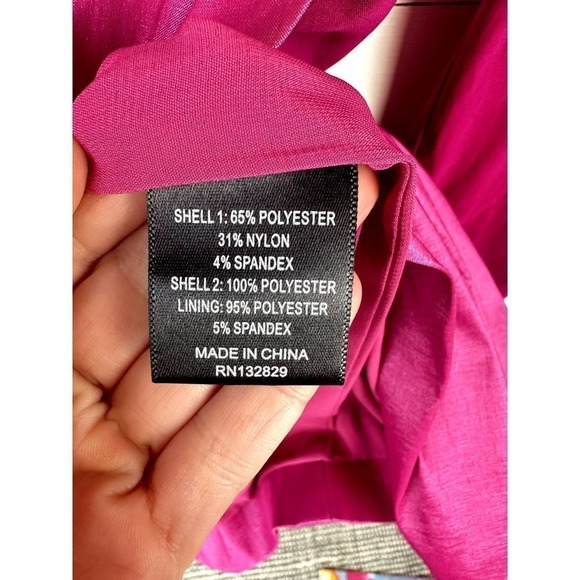 SHELL 1: 65% POLYESTER
31% NYLON
4% SPANDEX
SHELL 2: 100% POLYESTER
LINING: 95% POLYESTER
5% SPANDEX
MADE IN CHINA
RN132829